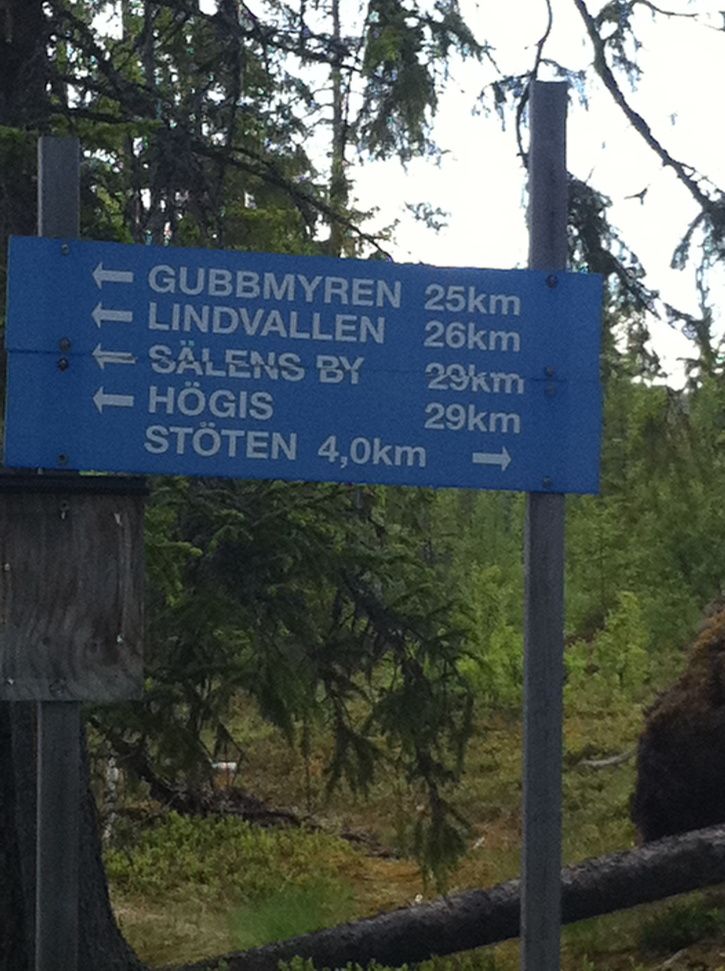 ← GUBBMYREN 25km
← LINDVALLEN 26km
← SÄLENS BY 29km
← HÖGIS 29km
STÖTEN 4,0km →